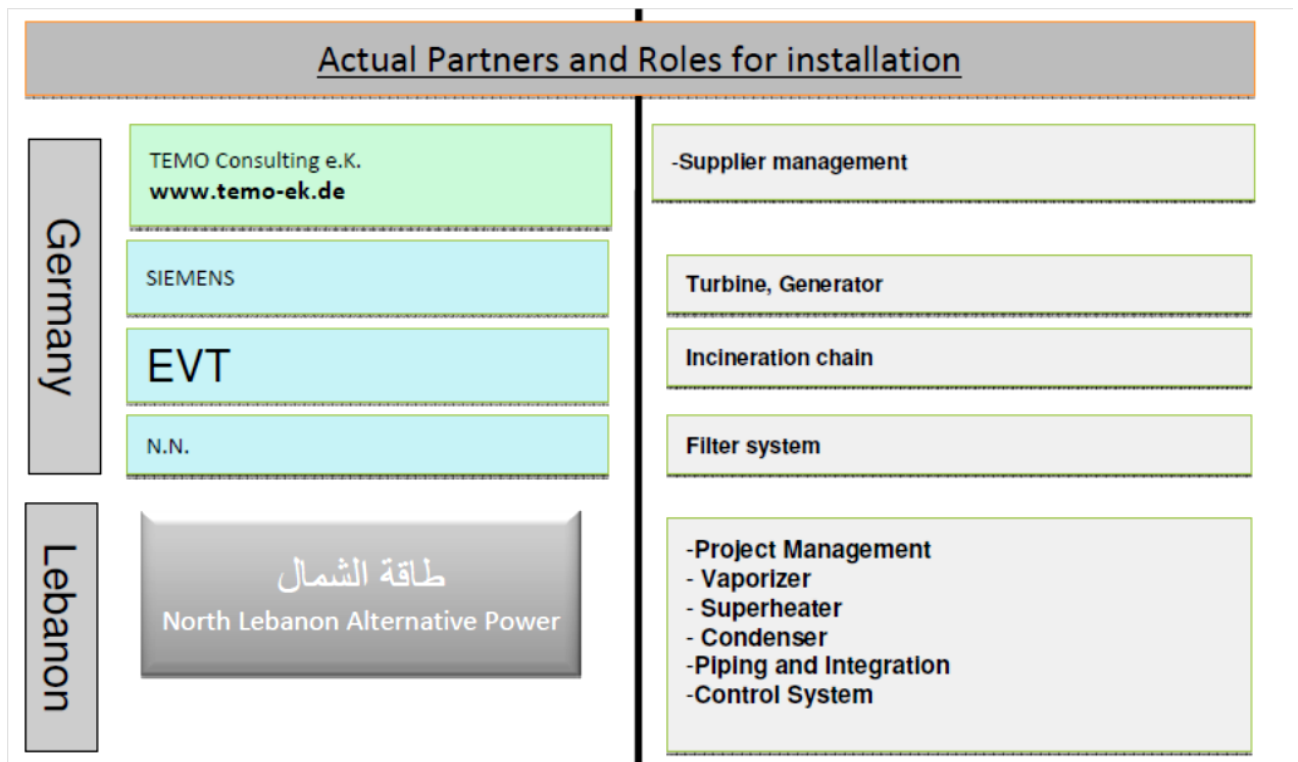 Actual Partners and Roles for installation
Germany
TEMO Consulting e.K.
www.temo-ek.de
-Supplier management
SIEMENS
Turbine, Generator
EVT
Incineration chain
N.N.
Filter system
Lebanon
طاقة الشمال
North Lebanon Alternative Power
-Project Management
- Vaporizer
- Superheater
- Condenser
-Piping and Integration
-Control System